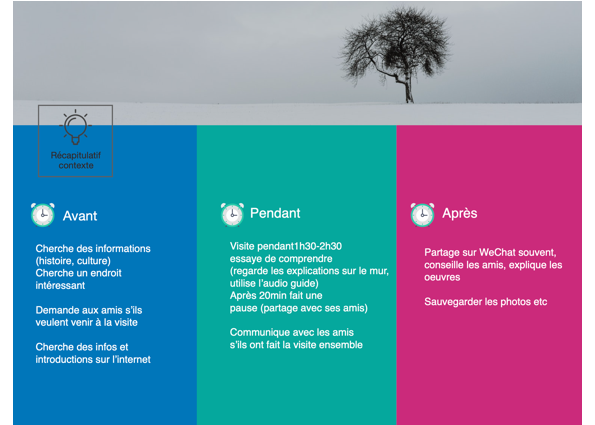 Récapitulatif
contexte
Avant
Cherche des informations
(histoire, culture)
Cherche un endroit
intéressant
Demande aux amis s'ils
veulent venir à la visite
Cherche des infos et
introductions sur l'internet
Pendant
Visite pendant1h30-2h30
essaye de comprendre
(regarde les explications sur le mur,
utilise l'audio guide)
Après 20min fait une
pause (partage avec ses amis)
Communique avec les amis
s'ils ont fait la visite ensemble
Après
Partage sur WeChat souvent,
conseille les amis, explique les
oeuvres
Sauvegarder les photos etc